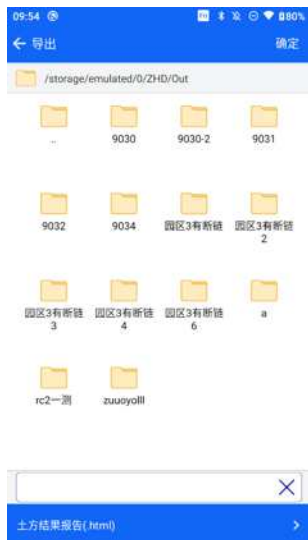 09:54
80%
导出
确定
/storage/emulated/0/ZHD/Out
..
9030
9030-2
9031
9032
9034
园区3有断链
园区3有断链
2
园区3有断链
3
园区3有断链
4
园区3有断链
6
a
rc2一测
zuuoyolll
土方结果报告(.html)